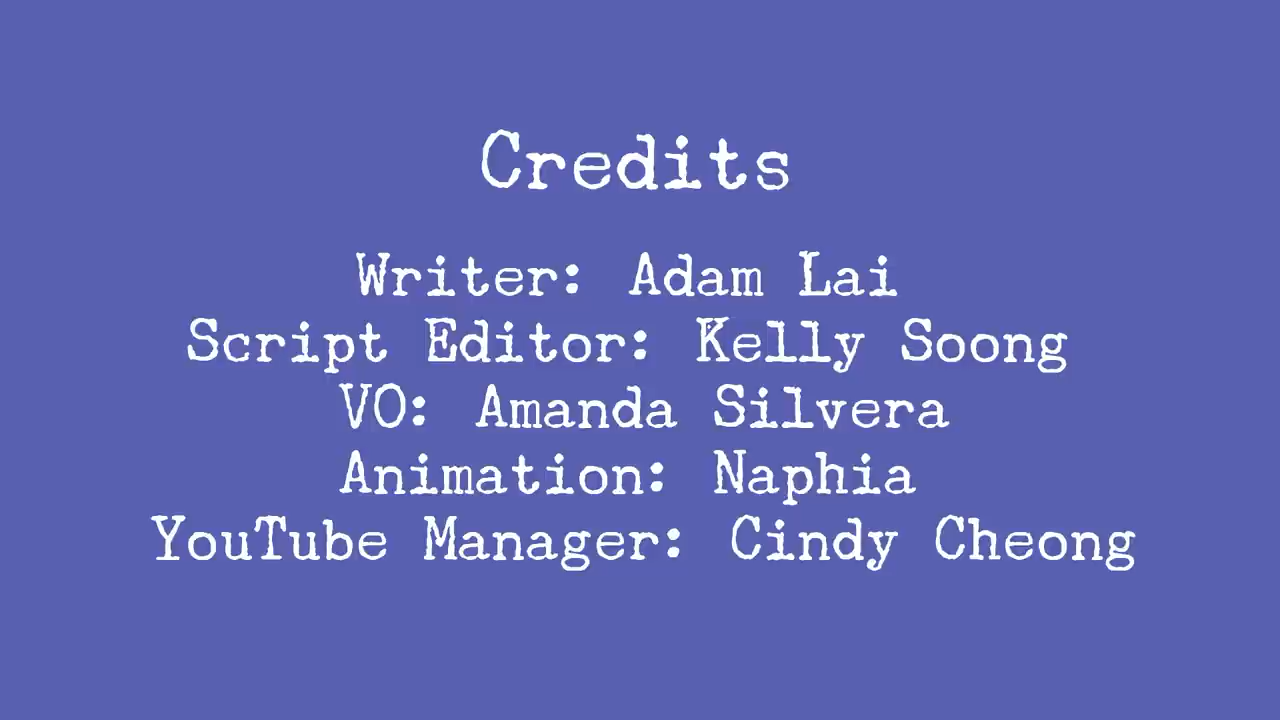 Credits
Writer: Adam Lai
Script Editor: Kelly Soong
VO: Amanda Silvera
Animation: Naphia
YouTube Manager: Cindy Cheong